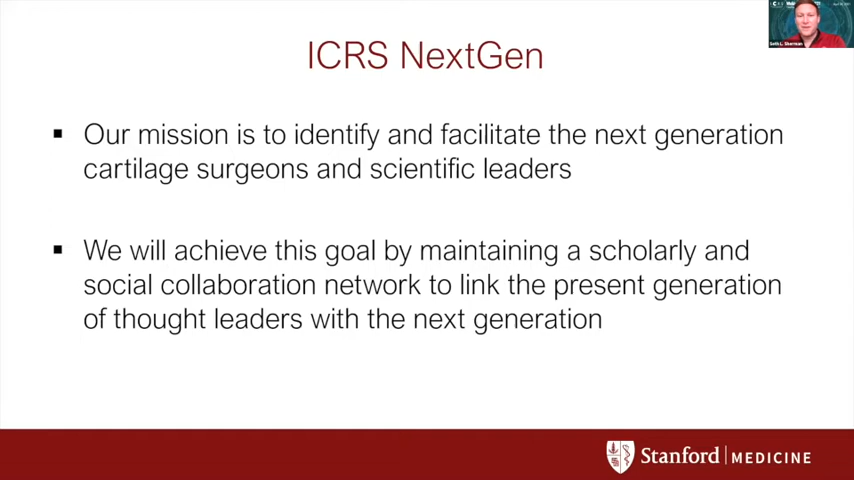 ICRS NextGen
Our mission is to identify and facilitate the next generation
cartilage surgeons and scientific leaders
We will achieve this goal by maintaining a scholarly and
social collaboration network to link the present generation
of thought leaders with the next generation
Seth L. Sherman
Stanford MEDICINE